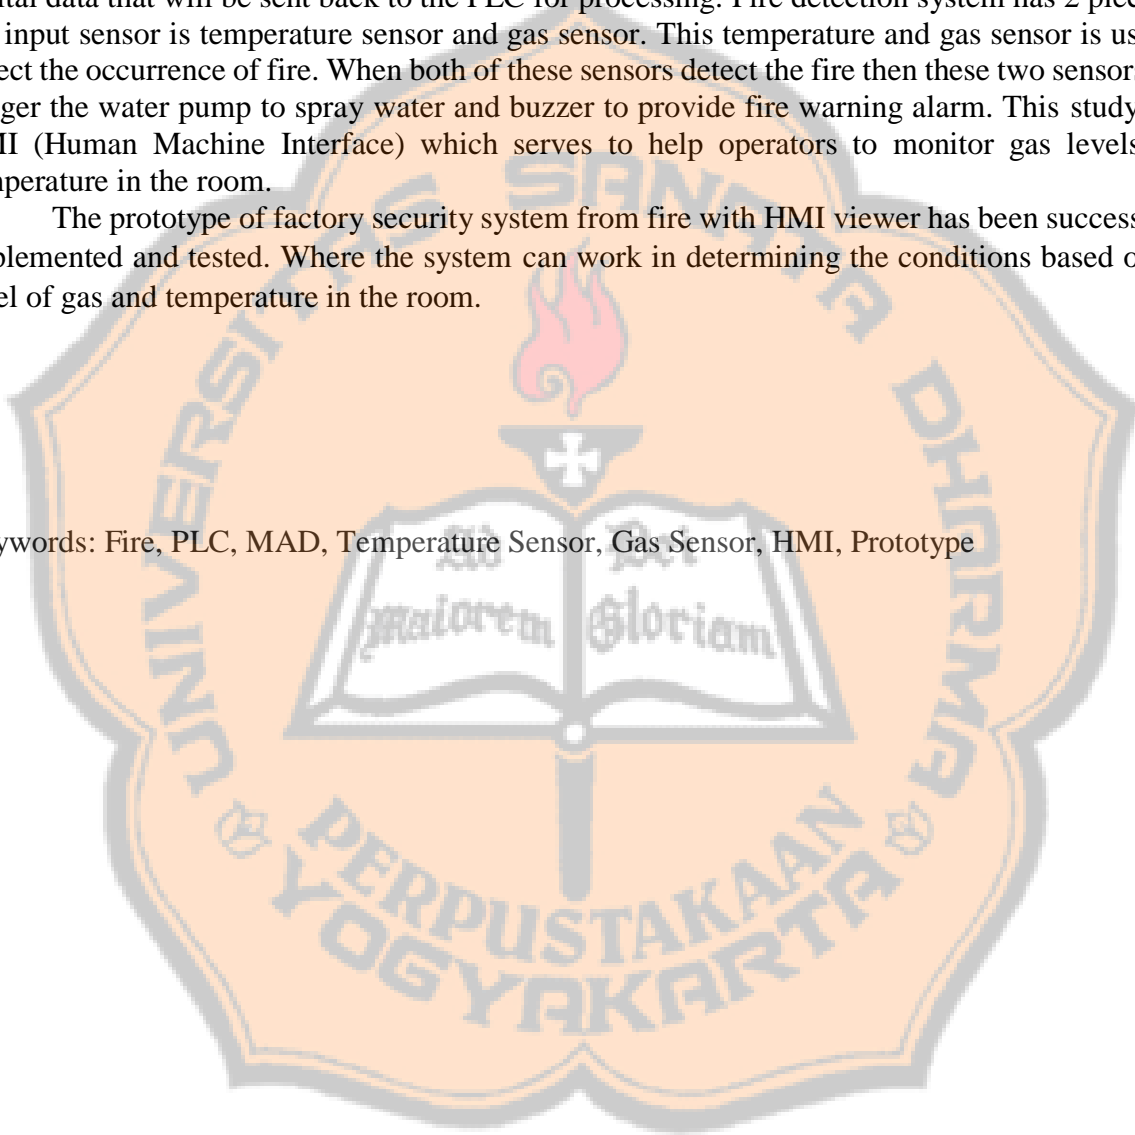 ital data that will be sent back to the PLC for processing. Fire detection system has 2 piec
input sensor is temperature sensor and gas sensor. This temperature and gas sensor is us
ect the occurrence of fire. When both of these sensors detect the fire then these two sensors
ger the water pump to spray water and buzzer to provide fire warning alarm. This study
MI (Human Machine Interface) which serves to help operators to monitor gas levels
mperature in the room.
The prototype of factory security system from fire with HMI viewer has been success
plemented and tested. Where the system can work in determining the conditions based o
el of gas and temperature in the room.
ywords: Fire, PLC, MAD, Temperature Sensor, Gas Sensor, HMI, Prototype
UNIVERSITAS SANATA DHARMA
Ad Dei
Maiorem Gloriam
PERPUSTAKAAN
YOGYAKARTA